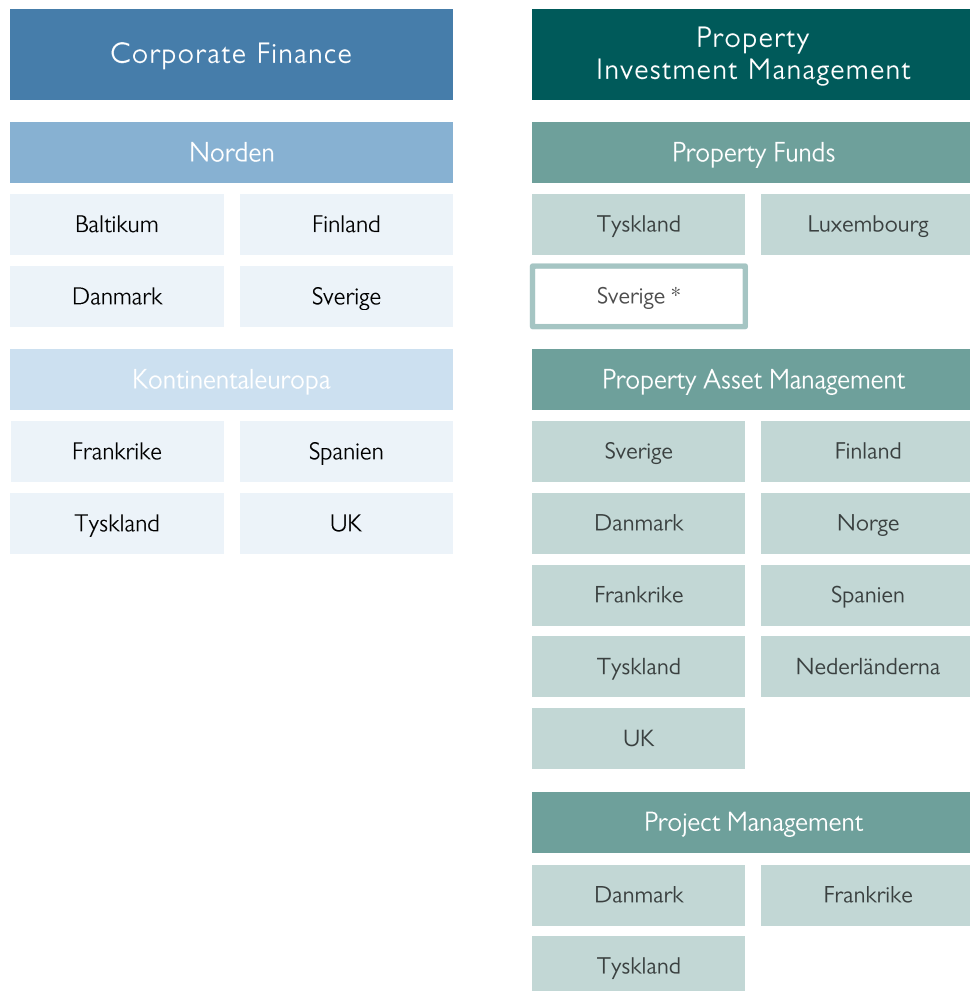 Corporate Finance
Norden
Baltikum
Finland
Danmark
Sverige
Kontinentaleuropa
Frankrike
Spanien
Tyskland
UK
Property
Investment Management
Property Funds
Tyskland
Luxembourg
Sverige *
Property Asset Management
Sverige
Finland
Danmark
Norge
Frankrike
Spanien
Tyskland
Nederländerna
UK
Project Management
Danmark
Frankrike
Tyskland